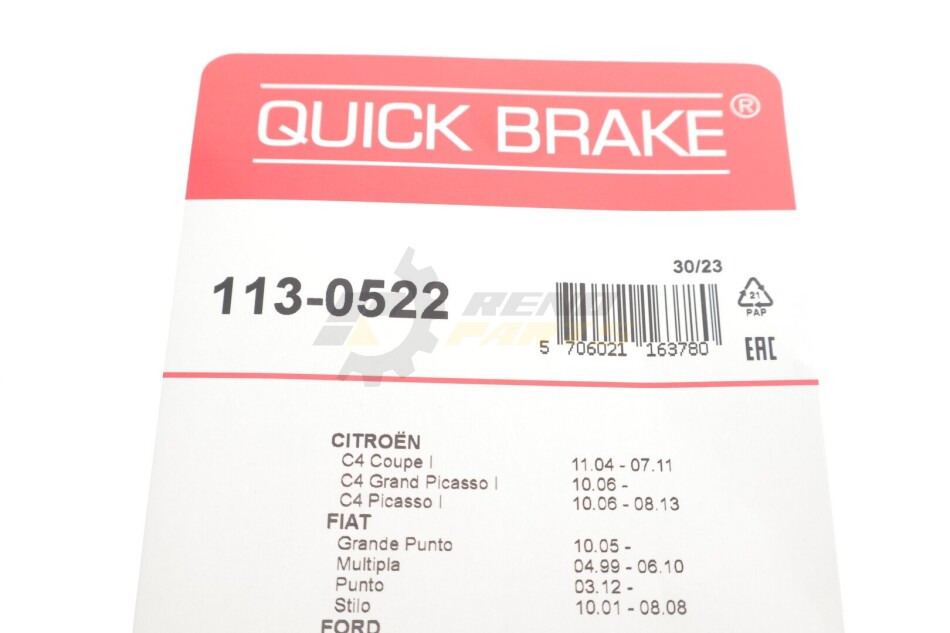 QUICK BRAKE®
30/23
113-0522
RENO
PARTS
21
PAP
5 706021 163780
EAC
CITROËN
C4 Coupe I 11.04 - 07.11
C4 Grand Picasso I 10.06 -
C4 Picasso I 10.06 - 08.13
FIAT
Grande Punto 10.05 -
Multipla 04.99 - 06.10
Punto 03.12 -
Stilo 10.01 - 08.08
FORD